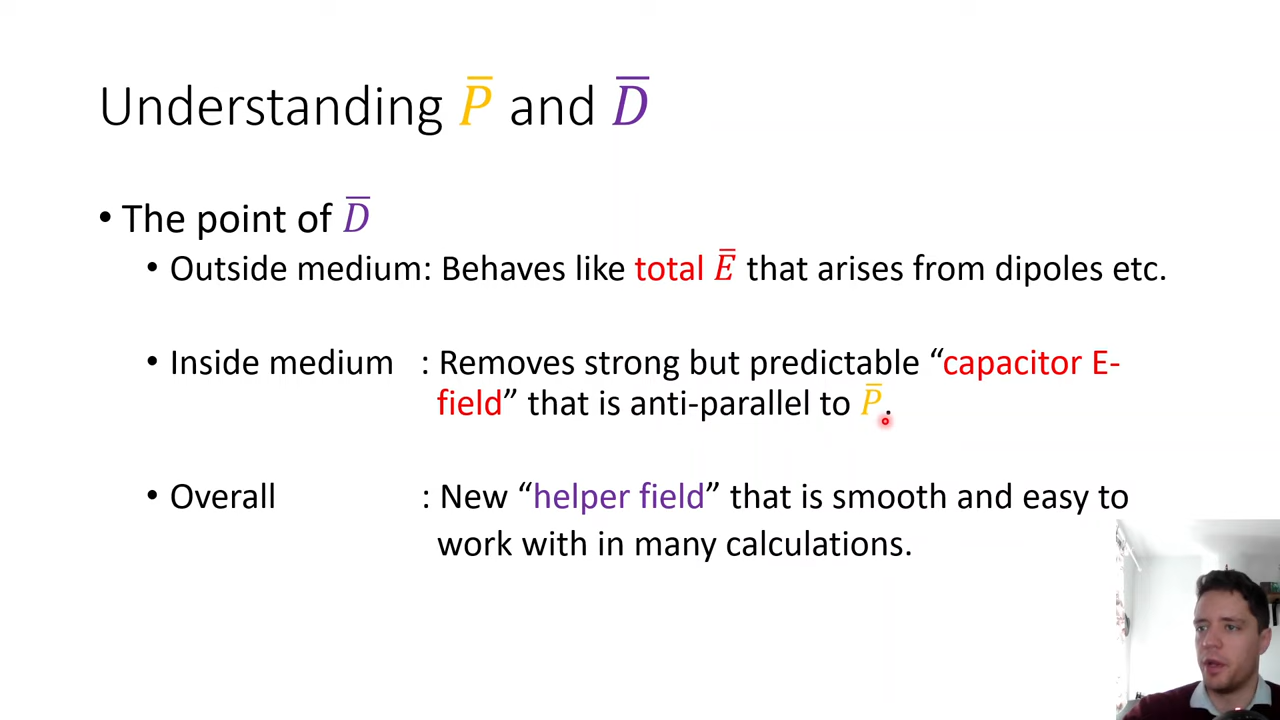 Understanding P̅ and D̅
• The point of D̅
• Outside medium: Behaves like total E̅ that arises from dipoles etc.
• Inside medium : Removes strong but predictable “capacitor E-
field” that is anti-parallel to P̅.
• Overall : New “helper field” that is smooth and easy to
work with in many calculations.